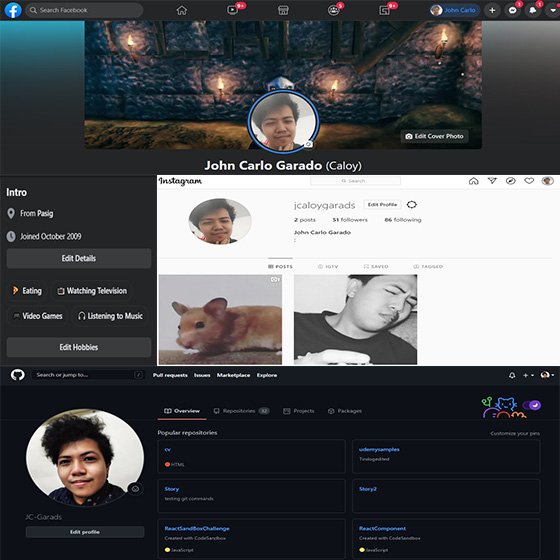 Search Facebook
9+
5
9+
John Carlo
1
1
Edit Cover Photo
John Carlo Garado (Caloy)
Intro
From Pasig
Joined October 2009
Edit Details
Eating
Watching Television
Video Games
Listening to Music
Edit Hobbies
Instagram
Search
jcaloygarads
Edit Profile
2 posts 51 followers 86 following
John Carlo Garado
:
POSTS
IGTV
SAVED
TAGGED
Search or jump to...
/
Pull requests Issues Marketplace Explore
Overview
Repositories
Projects
Packages
JC-Garads
Edit profile
Popular repositories
Customize your pins
cv
HTML
udemysamples
Story
testing git commands
Story2
ReactSandBoxChallenge
Created with CodeSandbox
JavaScript
ReactComponent
Created with CodeSandbox
JavaScript